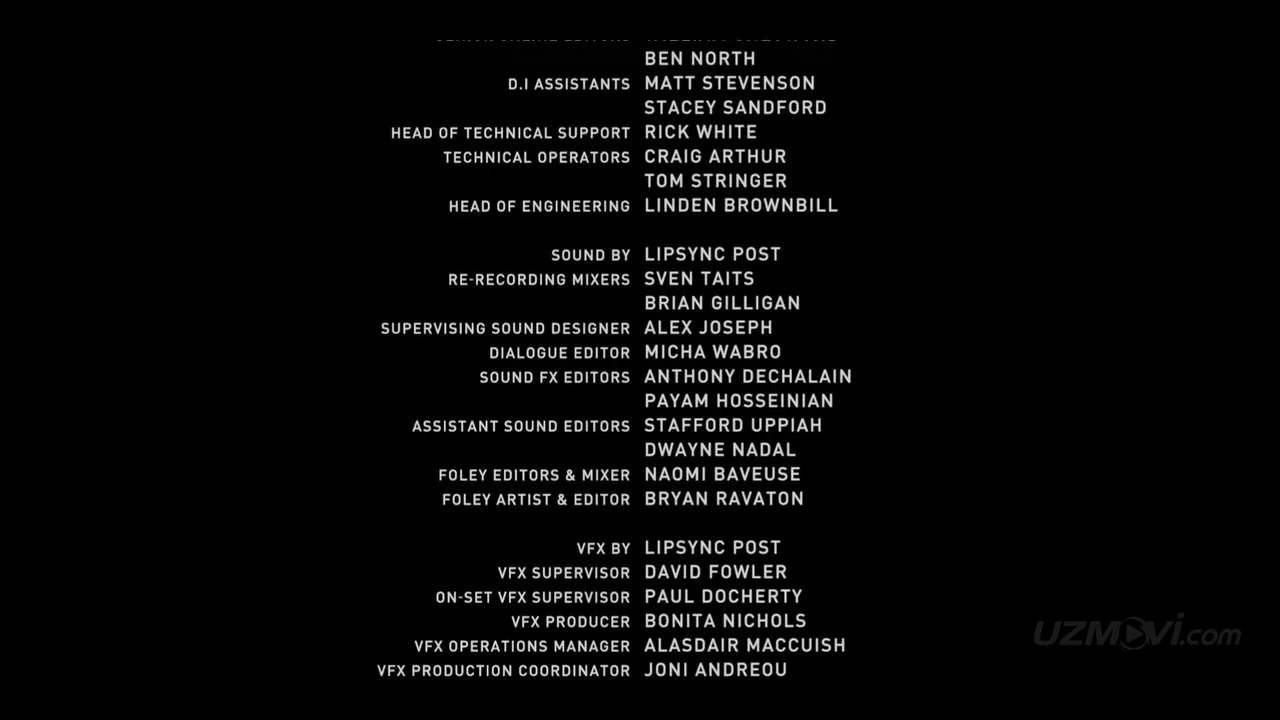 BEN NORTH
D.I ASSISTANTS MATT STEVENSON
STACEY SANDFORD
HEAD OF TECHNICAL SUPPORT RICK WHITE
TECHNICAL OPERATORS CRAIG ARTHUR
TOM STRINGER
HEAD OF ENGINEERING LINDEN BROWNBILL
SOUND BY LIPSYNC POST
RE-RECORDING MIXERS SVEN TAITS
BRIAN GILLIGAN
SUPERVISING SOUND DESIGNER ALEX JOSEPH
DIALOGUE EDITOR MICHA WABRO
SOUND FX EDITORS ANTHONY DECHALAIN
PAYAM HOSSEINIAN
ASSISTANT SOUND EDITORS STAFFORD UPPIAH
DWAYNE NADAL
FOLEY EDITORS & MIXER NAOMI BAVEUSE
FOLEY ARTIST & EDITOR BRYAN RAVATON
VFX BY LIPSYNC POST
VFX SUPERVISOR DAVID FOWLER
ON-SET VFX SUPERVISOR PAUL DOCHERTY
VFX PRODUCER BONITA NICHOLS
VFX OPERATIONS MANAGER ALASDAIR MACCUISH
VFX PRODUCTION COORDINATOR JONI ANDREOU
UZMOVi.com